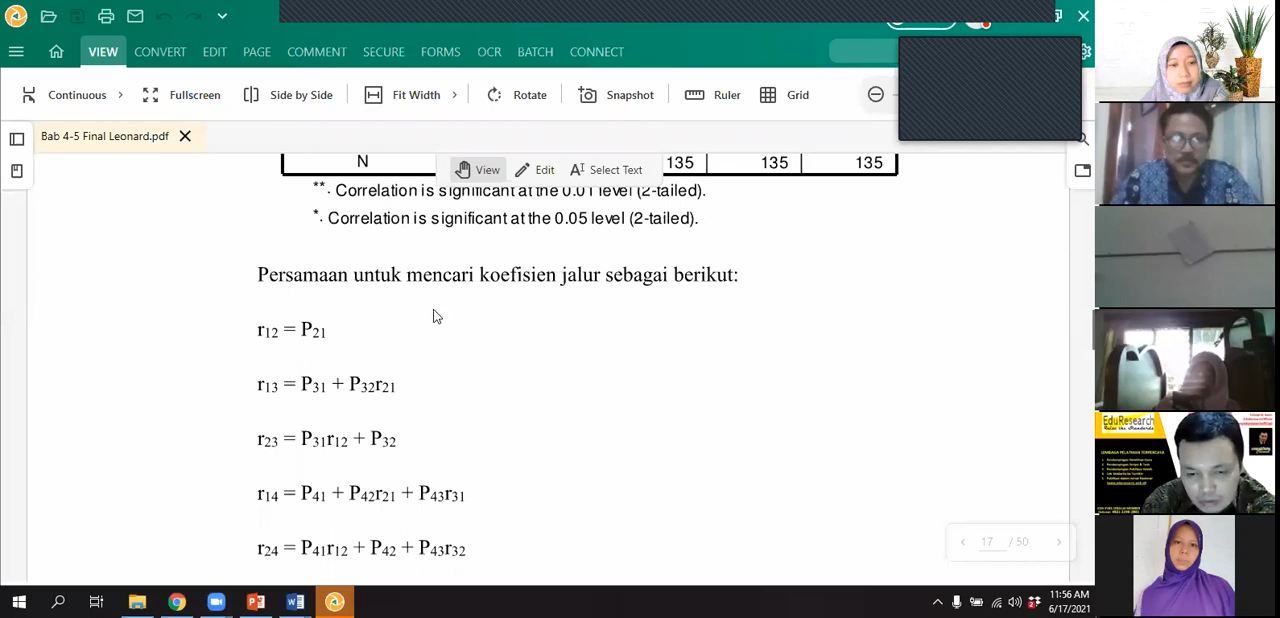 VIEW CONVERT EDIT PAGE COMMENT SECURE FORMS OCR BATCH CONNECT
Continuous Fullscreen Side by Side Fit Width Rotate Snapshot Ruler Grid
Bab 4-5 Final Leonard.pdf
N 135 135 135
View Edit Select Text
**. Correlation is significant at the 0.01 level (2-tailed).
*. Correlation is significant at the 0.05 level (2-tailed).
Persamaan untuk mencari koefisien jalur sebagai berikut:
r12 = P21
r13 = P31 + P32r21
r23 = P31r12 + P32
r14 = P41 + P42r21 + P43r31
r24 = P41r12 + P42 + P43r32
17 / 50
EduResearch
11:56 AM
6/17/2021